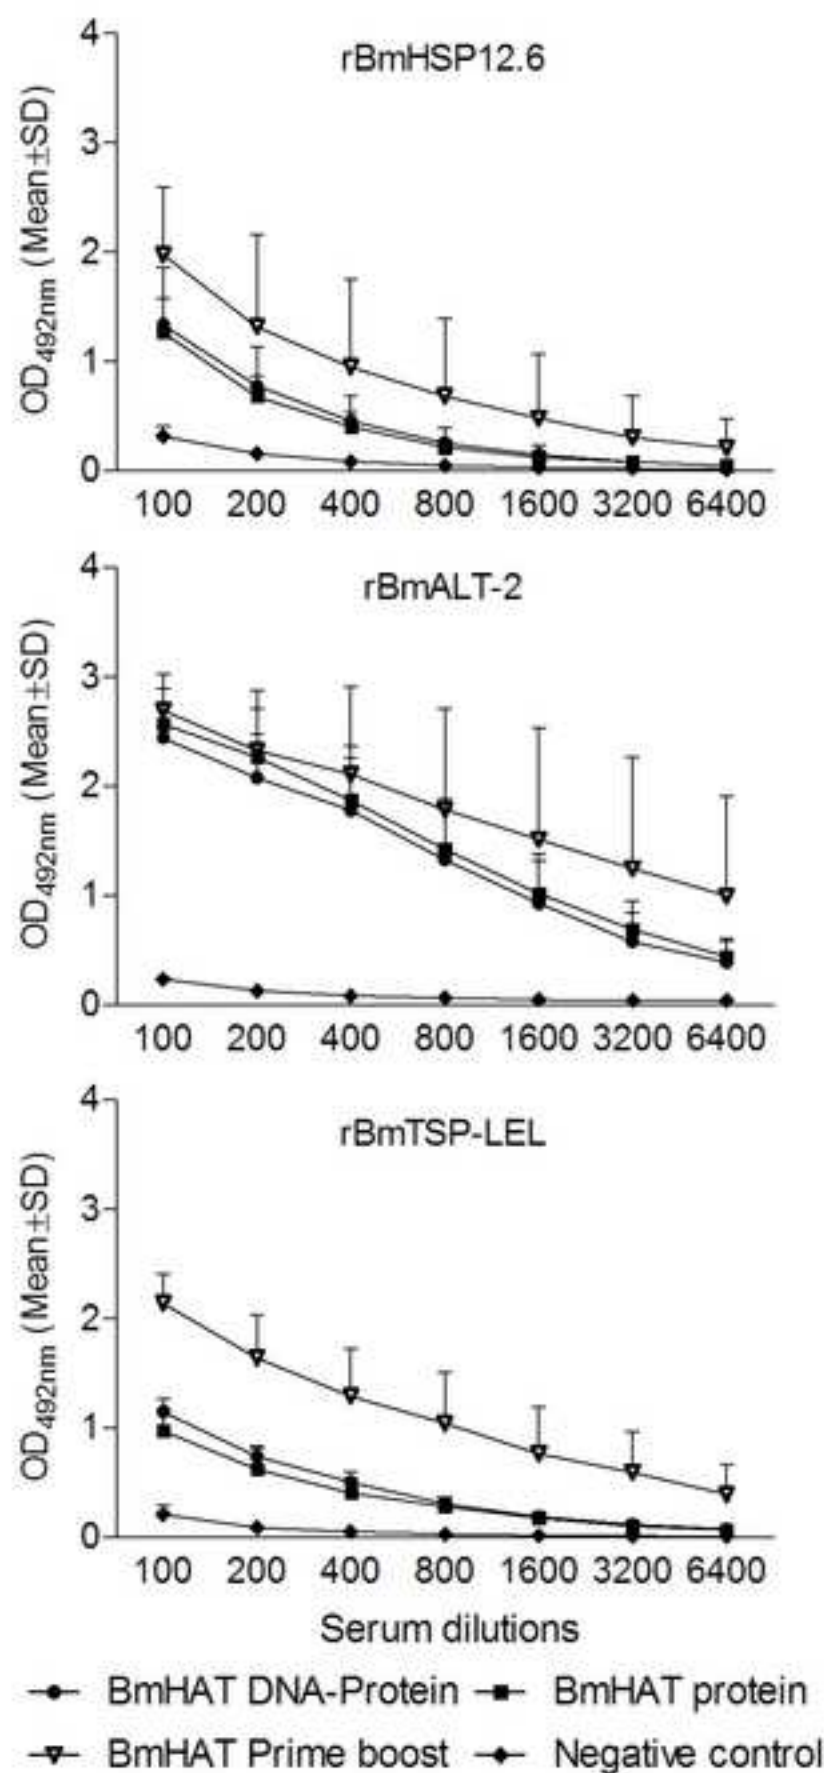 rBmHSP12.6
OD492nm (Mean±SD)
4
3
2
1
0
100 200 400 800 1600 3200 6400
rBmALT-2
OD492nm (Mean±SD)
4
3
2
1
0
100 200 400 800 1600 3200 6400
rBmTSP-LEL
OD492nm (Mean±SD)
4
3
2
1
0
100 200 400 800 1600 3200 6400
Serum dilutions
BmHAT DNA-Protein BmHAT protein
BmHAT Prime boost Negative control